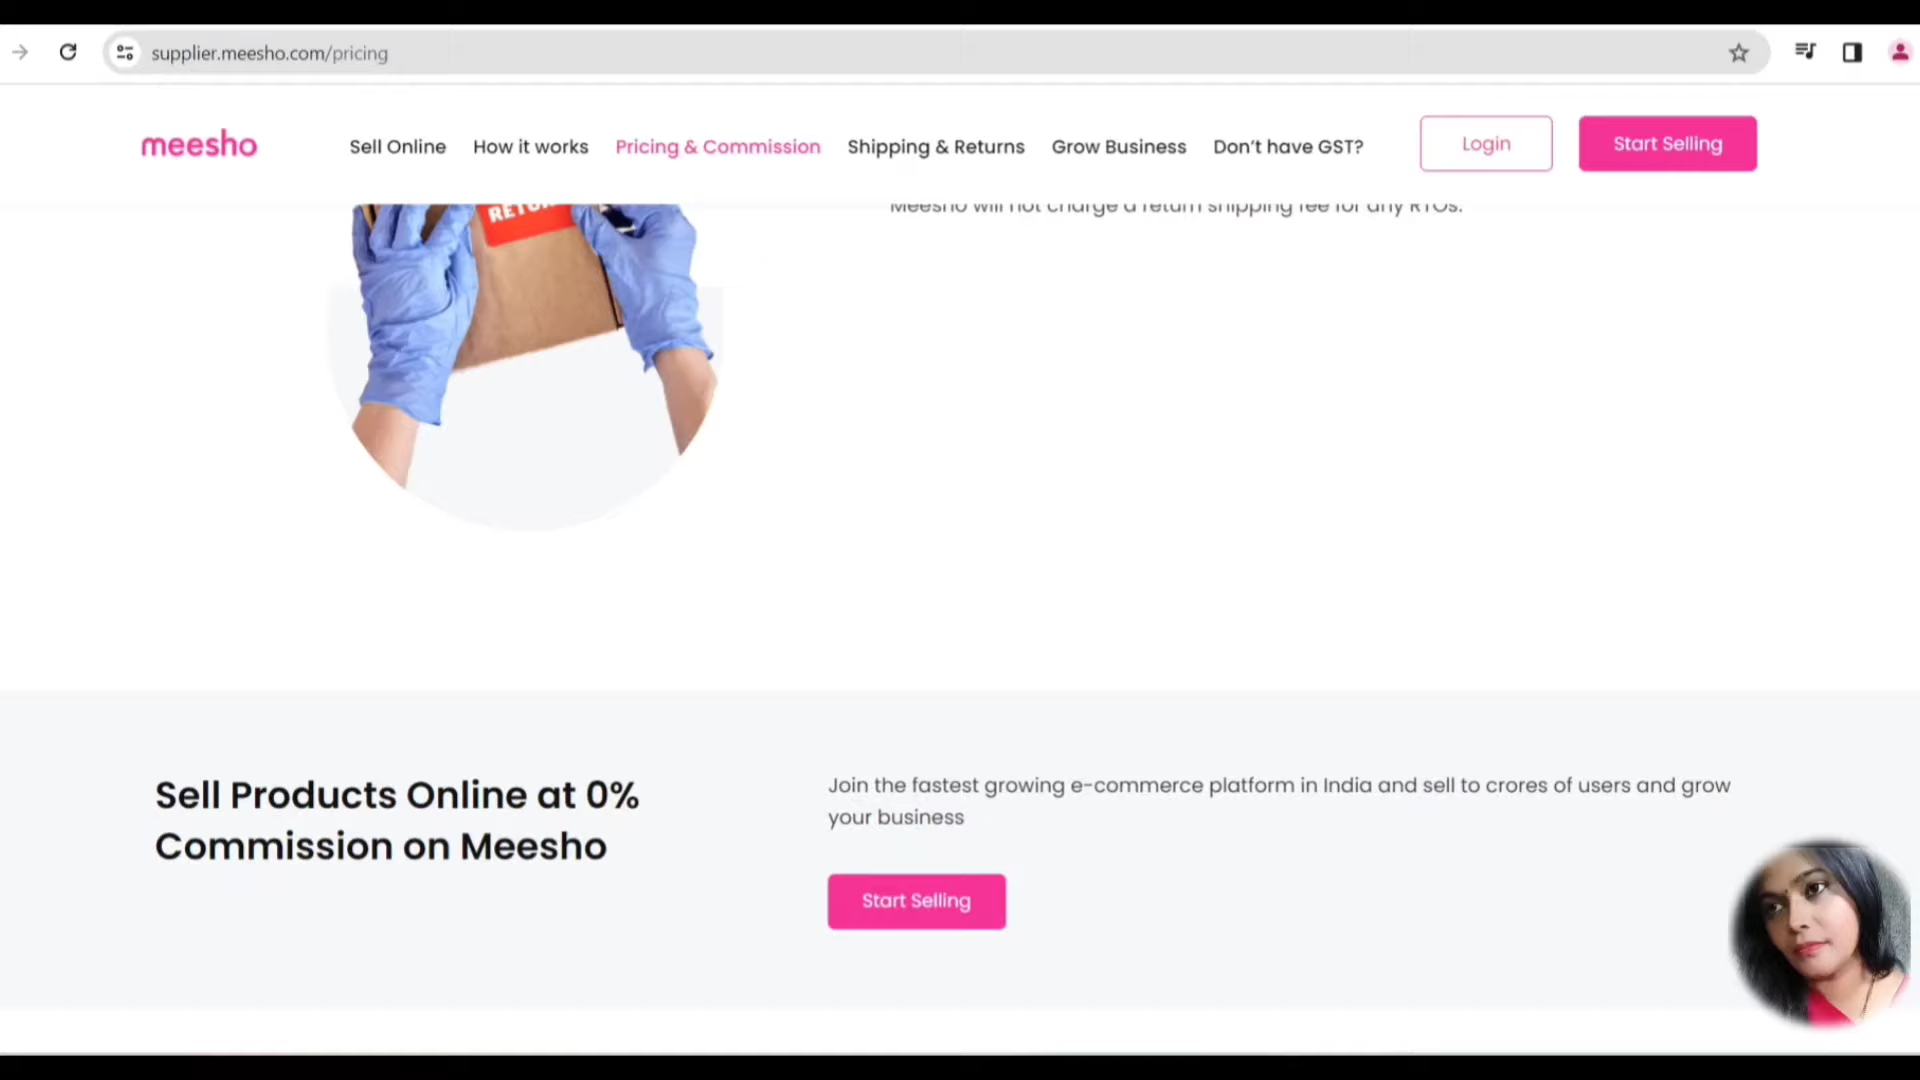 supplier.meesho.com/pricing
meesho
Sell Online
How it works
Pricing & Commission
Shipping & Returns
Grow Business
Don't have GST?
Login
Start Selling
Meesho will not charge a return shipping fee for any RTOs.
Sell Products Online at 0%
Commission on Meesho
Join the fastest growing e-commerce platform in India and sell to crores of users and grow
your business
Start Selling